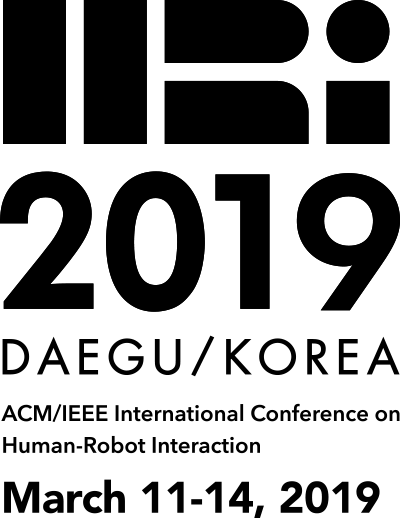 HRi
2019
DAEGU/KOREA
ACM/IEEE International Conference on
Human-Robot Interaction
March 11-14, 2019